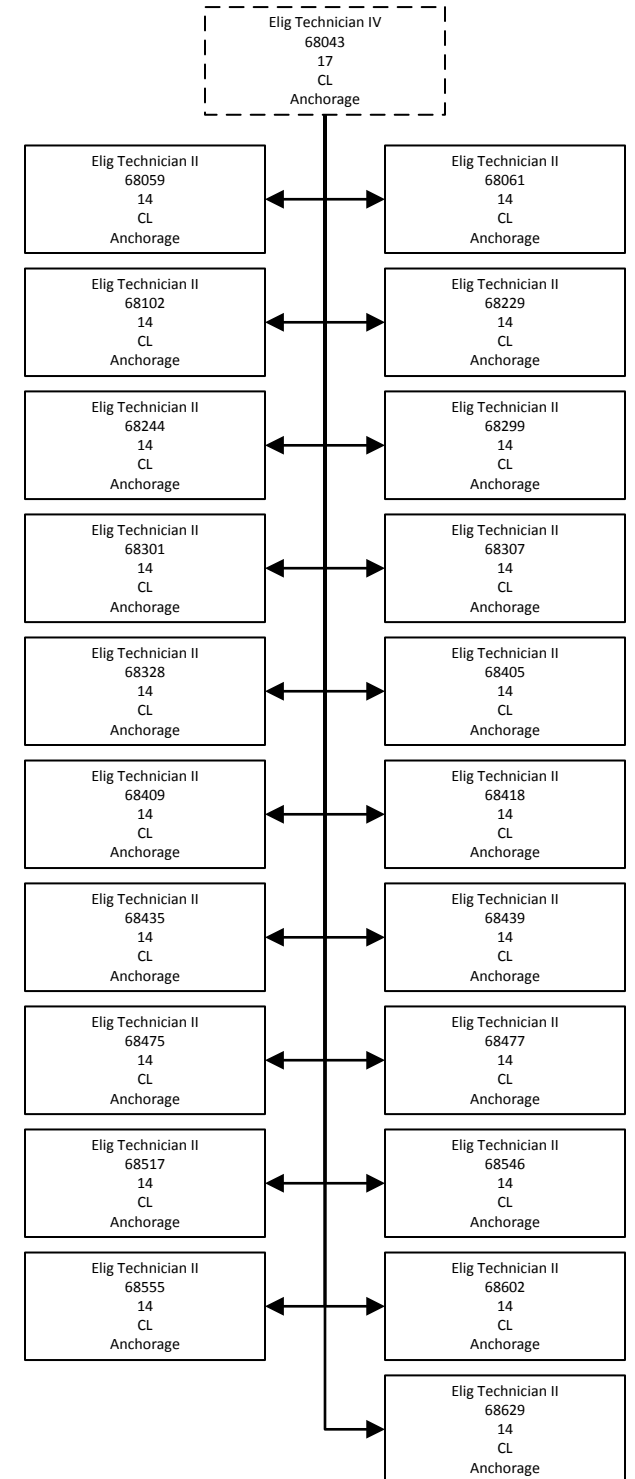 Elig Technician IV
68043
17
CL
Anchorage
Elig Technician II
68059
14
CL
Anchorage
Elig Technician II
68061
14
CL
Anchorage
Elig Technician II
68102
14
CL
Anchorage
Elig Technician II
68229
14
CL
Anchorage
Elig Technician II
68244
14
CL
Anchorage
Elig Technician II
68299
14
CL
Anchorage
Elig Technician II
68301
14
CL
Anchorage
Elig Technician II
68307
14
CL
Anchorage
Elig Technician II
68328
14
CL
Anchorage
Elig Technician II
68405
14
CL
Anchorage
Elig Technician II
68409
14
CL
Anchorage
Elig Technician II
68418
14
CL
Anchorage
Elig Technician II
68435
14
CL
Anchorage
Elig Technician II
68439
14
CL
Anchorage
Elig Technician II
68475
14
CL
Anchorage
Elig Technician II
68477
14
CL
Anchorage
Elig Technician II
68517
14
CL
Anchorage
Elig Technician II
68546
14
CL
Anchorage
Elig Technician II
68555
14
CL
Anchorage
Elig Technician II
68602
14
CL
Anchorage
Elig Technician II
68629
14
CL
Anchorage